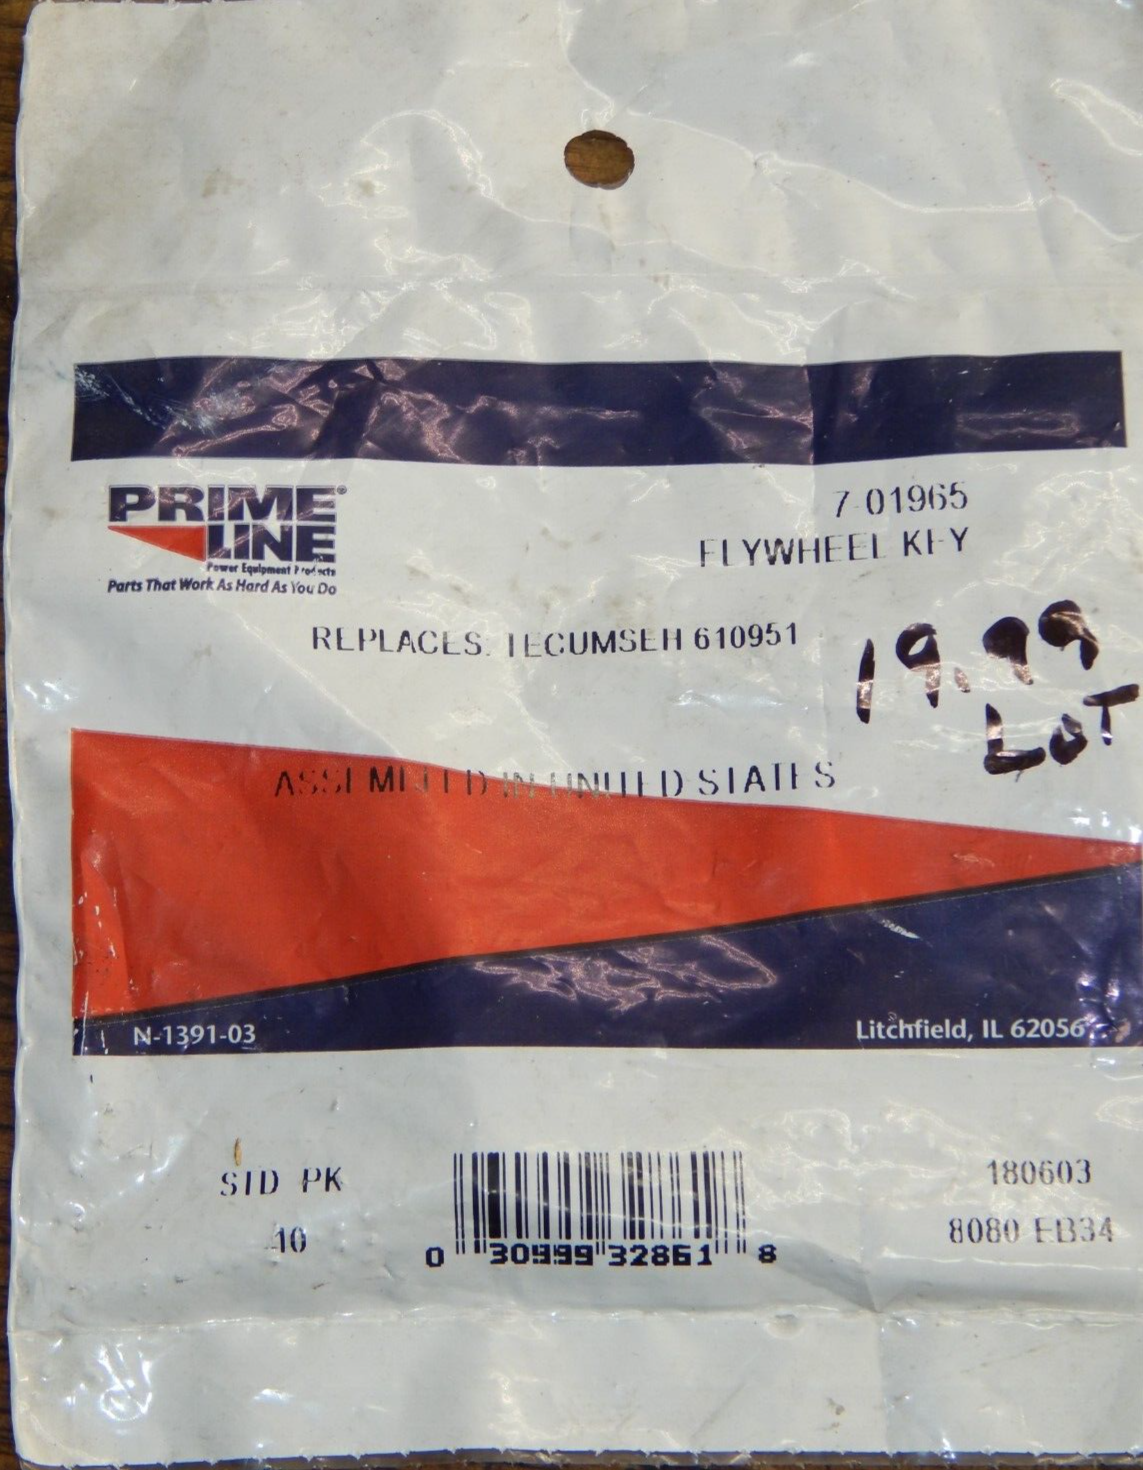 PRIME
LINE®
Power Equipment Products
Parts That Work As Hard As You Do
7-01965
FLYWHEEL KEY
REPLACES: TECUMSEH 610951
19.99
LOT
ASSEMBLED IN UNITED STATES
N-1391-03
Litchfield, IL 62056
STD PK
10
0 30999 32861 8
180603
8080 EB34